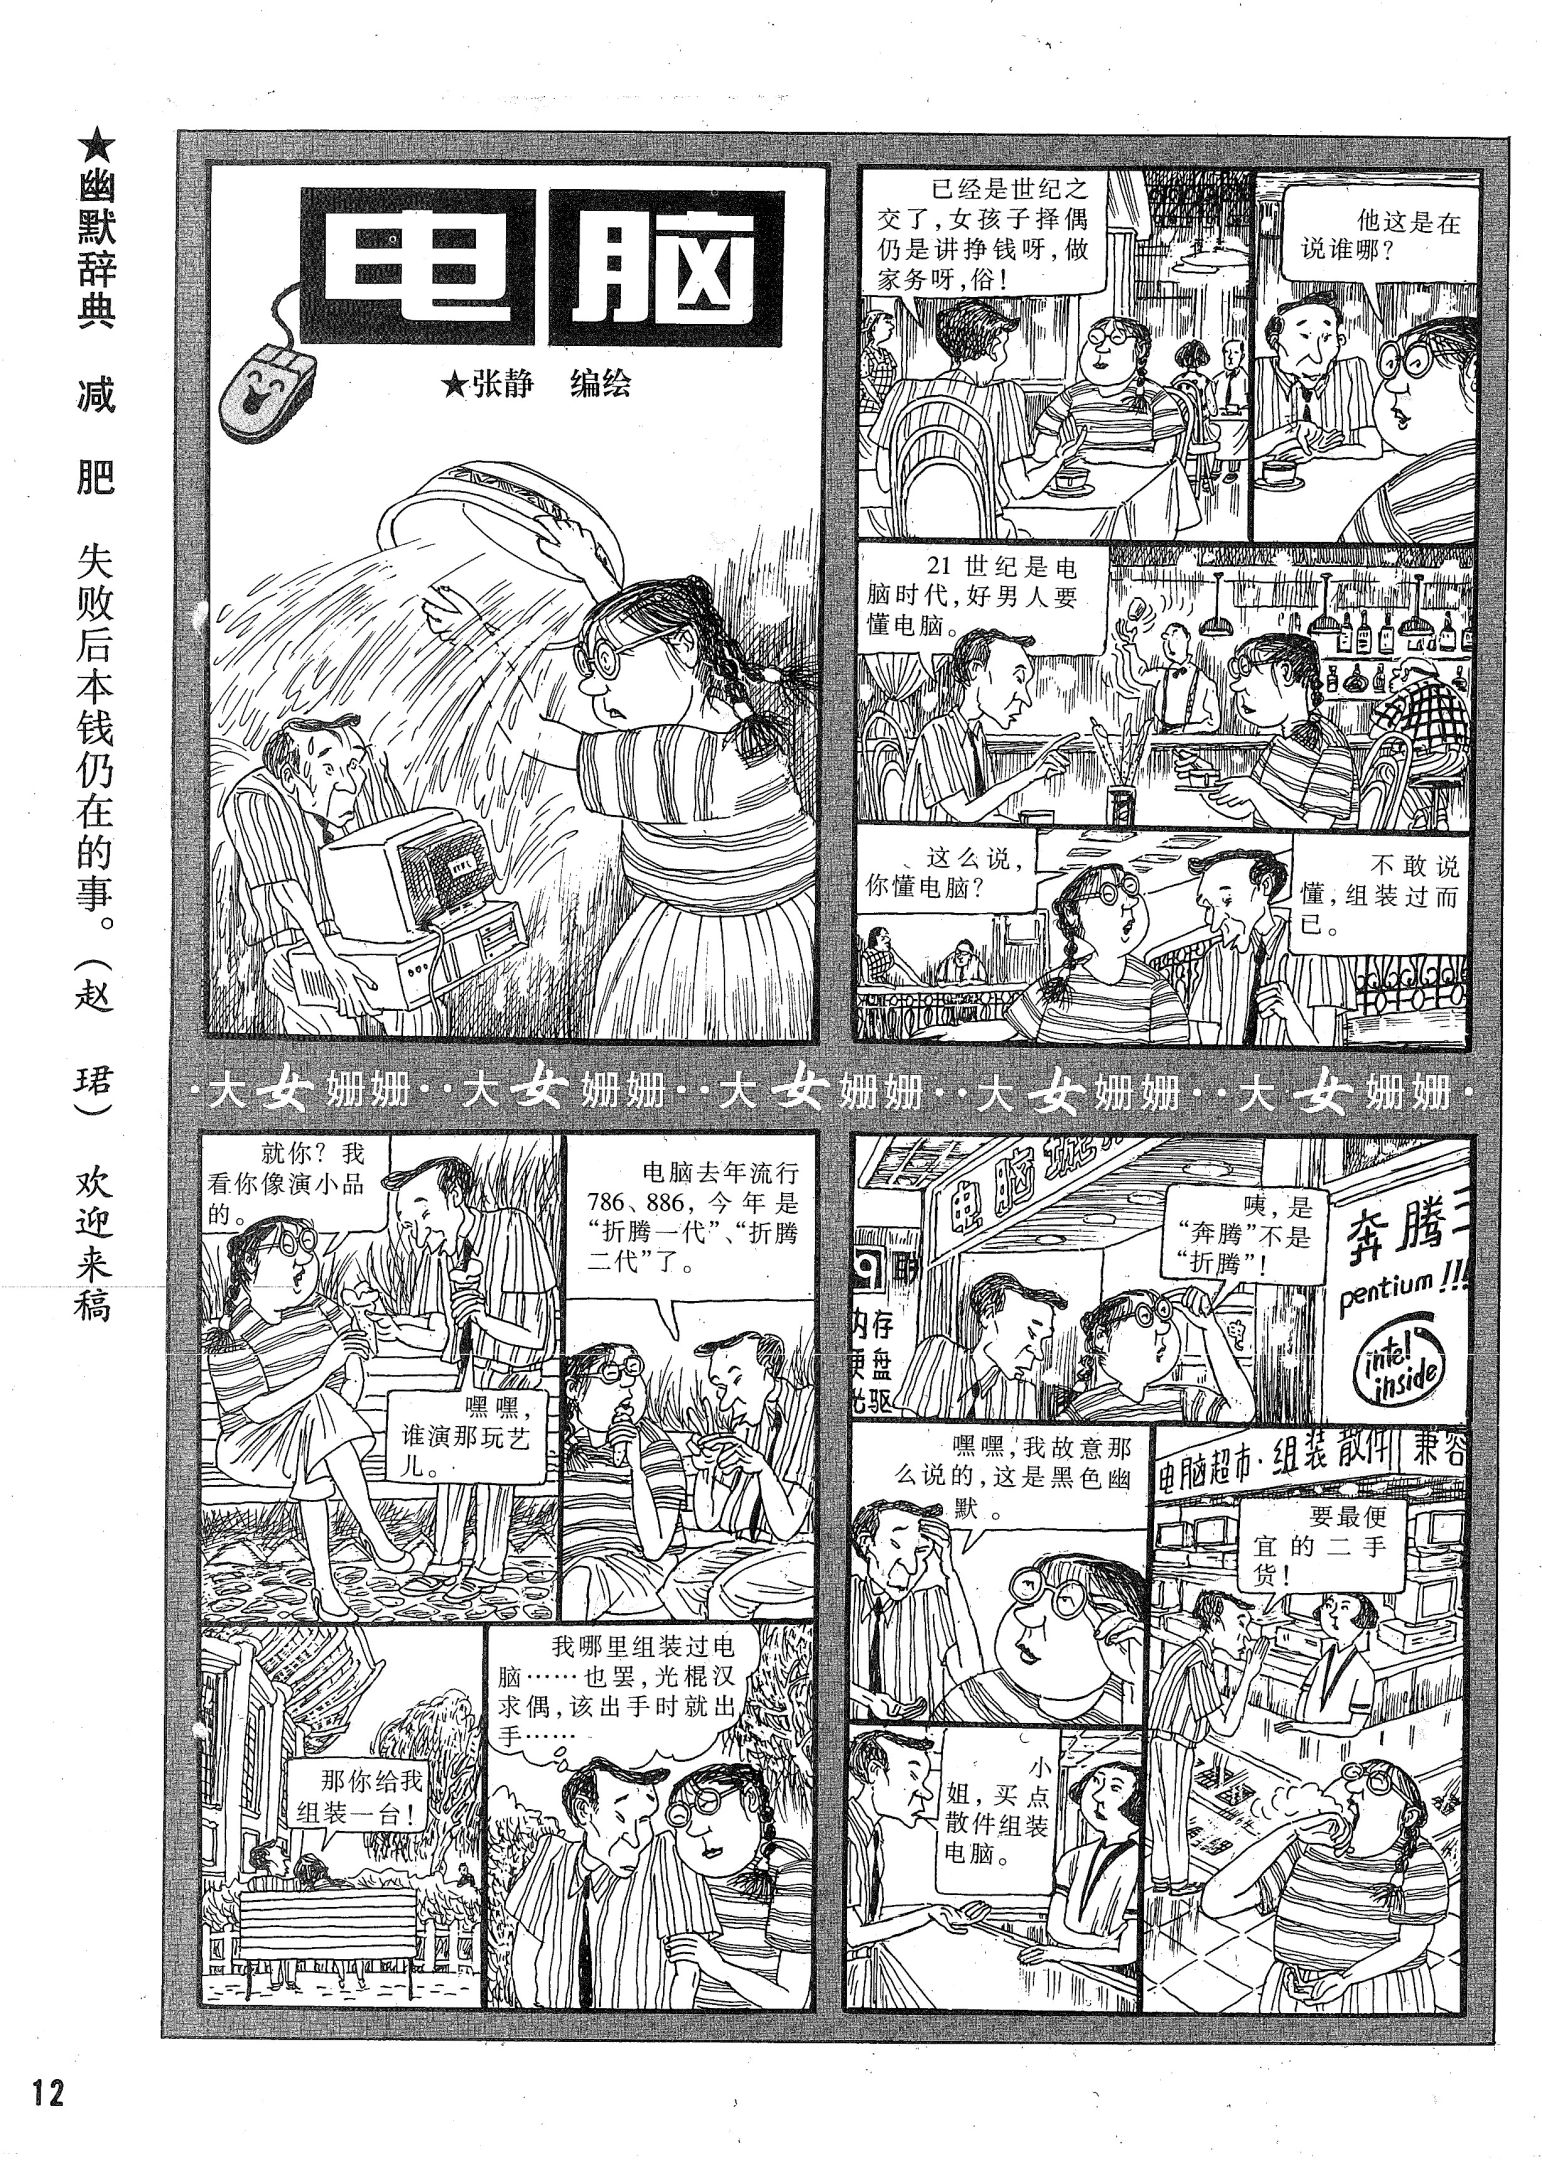 ★幽默辞典 减 肥 失败后本钱仍在的事。（赵 珺） 欢迎来稿
电脑
★张静 编绘
已经是世纪之
交了，女孩子择偶
仍是讲挣钱呀，做
家务呀，俗！
他这是在
说谁哪？
21 世纪是电
脑时代，好男人要
懂电脑。
这么说，
你懂电脑？
不敢说
懂，组装过而
已。
·大女姗姗··大女姗姗··大女姗姗··大女姗姗··大女姗姗·
就你？我
看你像演小品
的。
嘿嘿，
谁演那玩艺
儿。
电脑去年流行
786、886，今年是
“折腾一代”、“折腾
二代”了。
那你给我
组装一台！
我哪里组装过电
脑……也罢，光棍汉
求偶，该出手时就出
手……
电脑
内存
硬盘
光驱
咦，是
“奔腾”不是
“折腾”！
奔腾
pentium!!!
intel
inside
嘿嘿，我故意那
么说的，这是黑色幽
默。
电脑超市·组装散件 兼容
要最便
宜的二手
货！
小
姐，买点
散件组装
电脑。
12